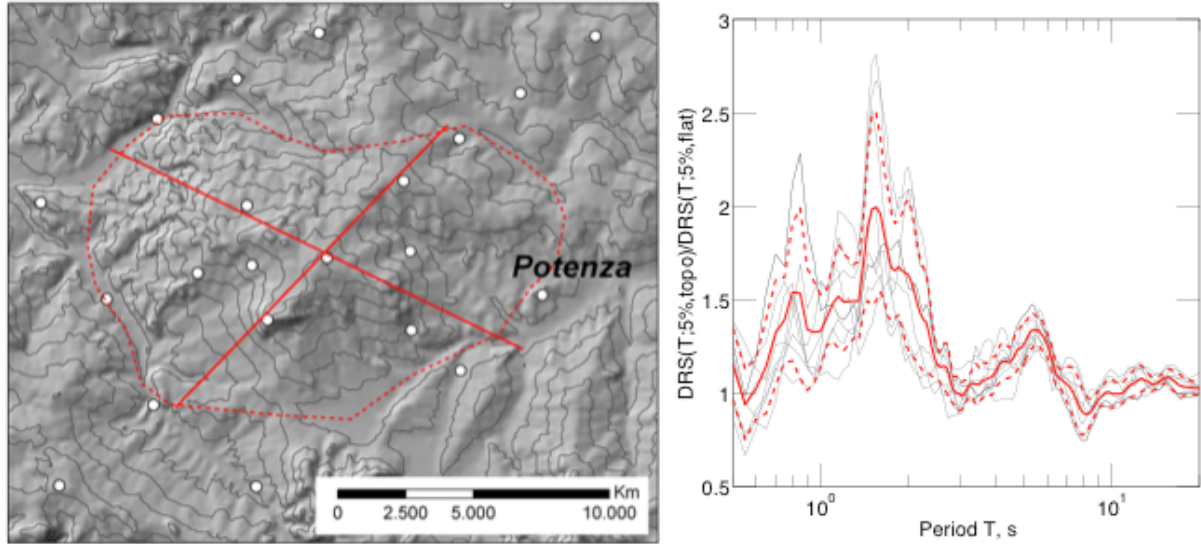 Potenza
Km
0 2.500 5.000 10.000
DRS(T;5%,topo)/DRS(T;5%,flat)
3
2.5
2
1.5
1
0.5
10⁰ 10¹
Period T, s